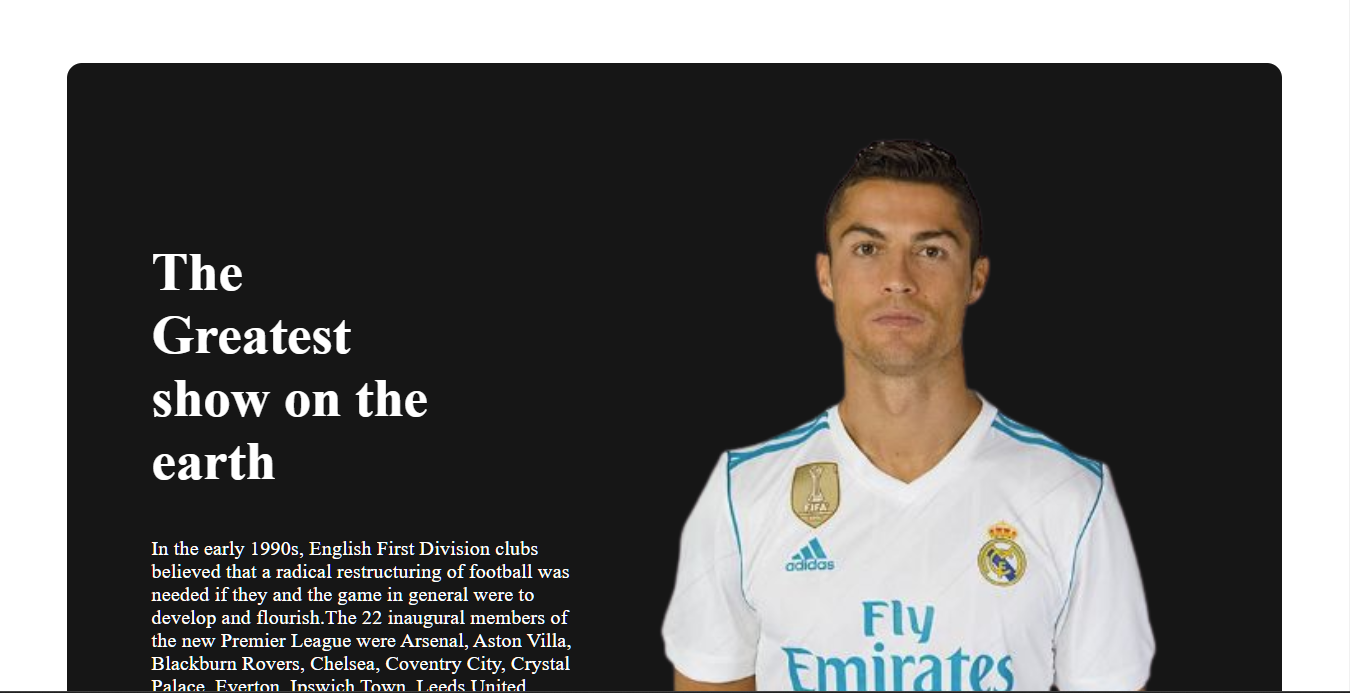 The
Greatest
show on the
earth
In the early 1990s, English First Division clubs
believed that a radical restructuring of football was
needed if they and the game in general were to
develop and flourish.The 22 inaugural members of
the new Premier League were Arsenal, Aston Villa,
Blackburn Rovers, Chelsea, Coventry City, Crystal
Palace, Everton, Ipswich Town, Leeds United,
FIFA
adidas
Fly
Emirates